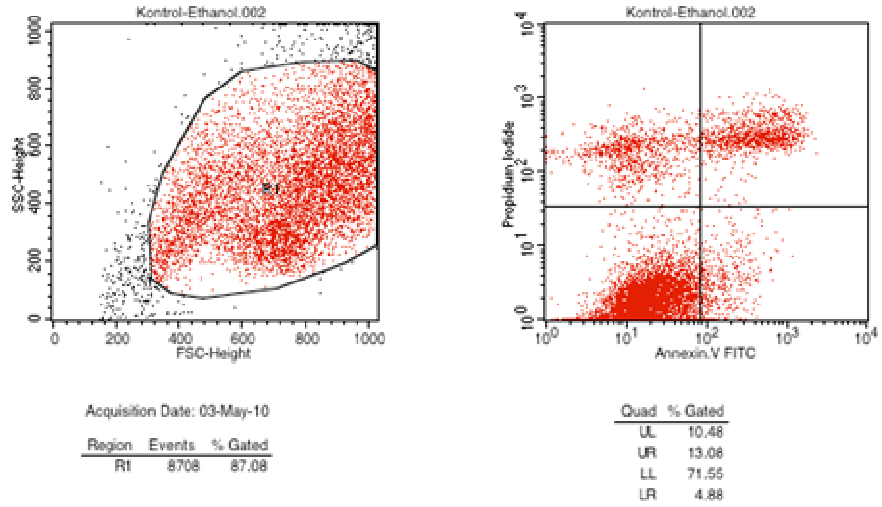 Kontrol-Ethanol.002
SSC-Height
0 200 400 600 800 1000
R1
0 200 400 600 800 1000
FSC-Height
Kontrol-Ethanol.002
Propidium Iodide
10^0 10^1 10^2 10^3 10^4
10^0 10^1 10^2 10^3 10^4
Annexin.V FITC
Acquisition Date: 03-May-10
Region Events % Gated
R1 8708 87.08
Quad % Gated
UL 10.48
UR 13.08
LL 71.55
LR 4.88